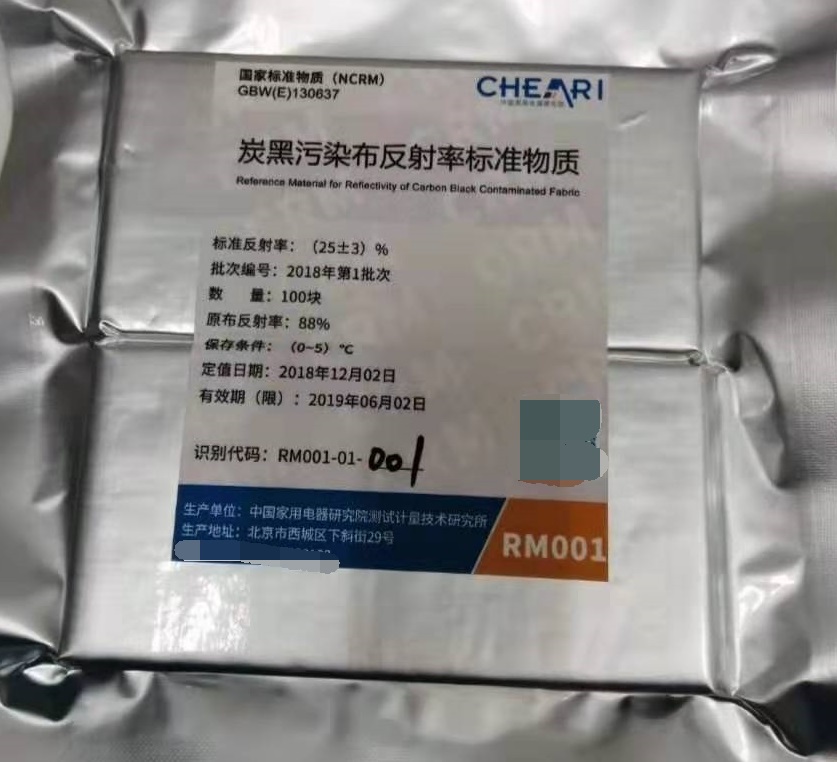 国家标准物质（NCRM）
GBW(E)130637
CHEARI
炭黑污染布反射率标准物质
Reference Material for Reflectivity of Carbon Black Contaminated Fabric
标准反射率：（25±3）%
批次编号：2018年第1批次
数 量：100块
原布反射率：88%
保存条件：（0~5）℃
定值日期：2018年12月02日
有效期（限）：2019年06月02日
识别代码：RM001-01-001
生产单位：中国家用电器研究院测试计量技术研究所
生产地址：北京市西城区下斜街29号
RM001